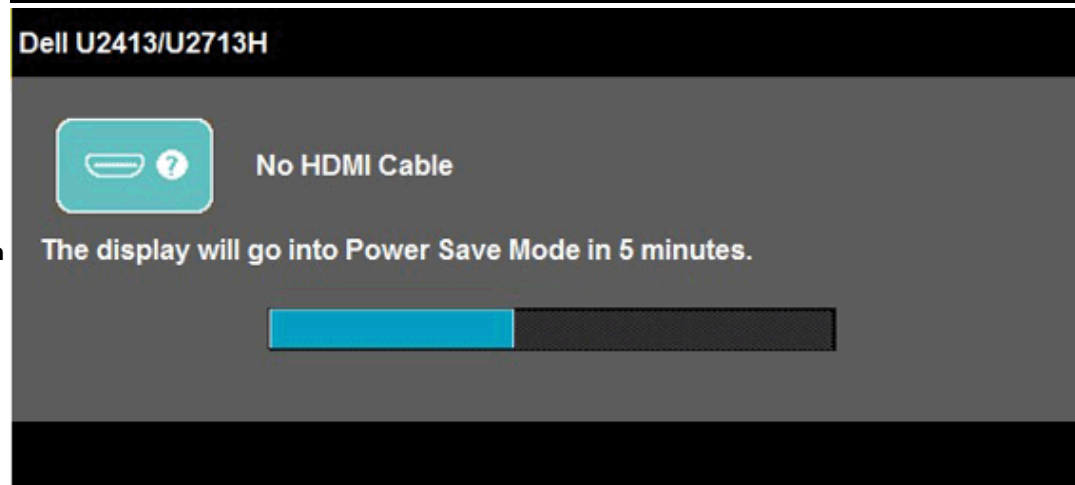 Dell U2413/U2713H
?
No HDMI Cable
The display will go into Power Save Mode in 5 minutes.